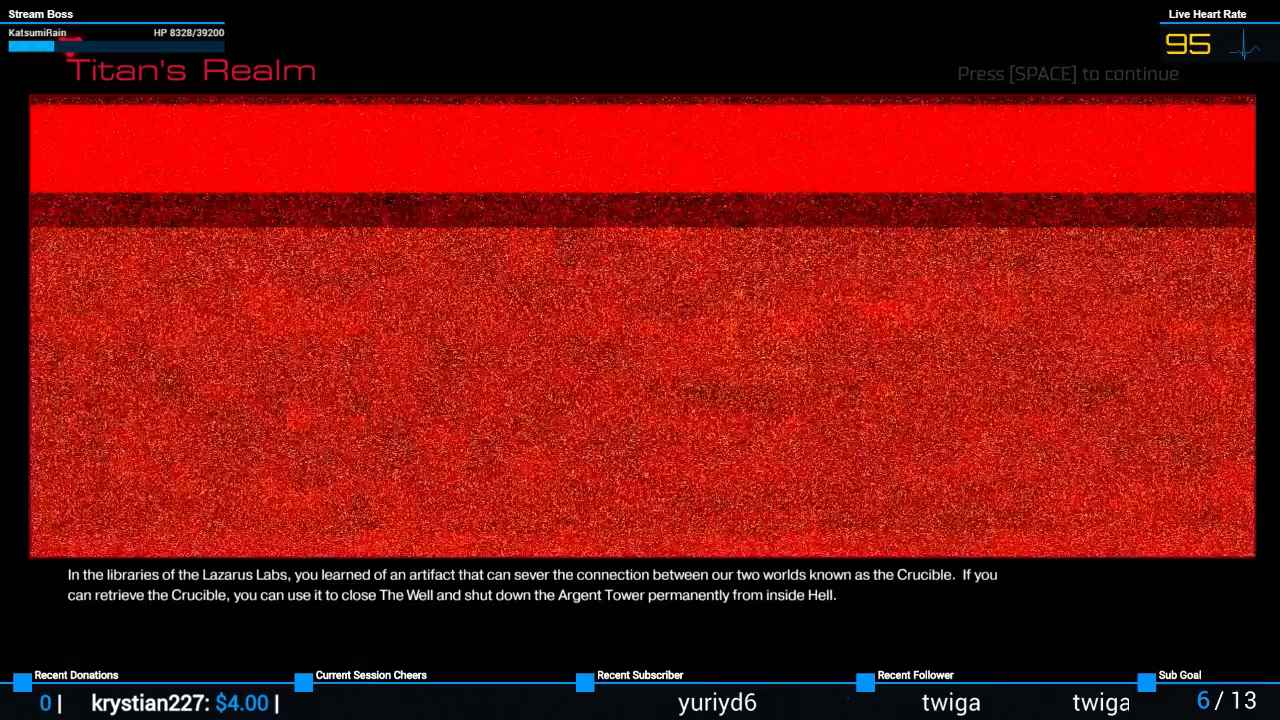 Stream Boss
KatsumiRain HP 8328/39200
Live Heart Rate
95
Titan's Realm
Press [SPACE] to continue
In the libraries of the Lazarus Labs, you learned of an artifact that can sever the connection between our two worlds known as the Crucible.  If you
can retrieve the Crucible, you can use it to close The Well and shut down the Argent Tower permanently from inside Hell.
Recent Donations
0 | krystian227: $4.00 |
Current Session Cheers
Recent Subscriber
yuriyd6
Recent Follower
twiga twiga
Sub Goal
6 / 13